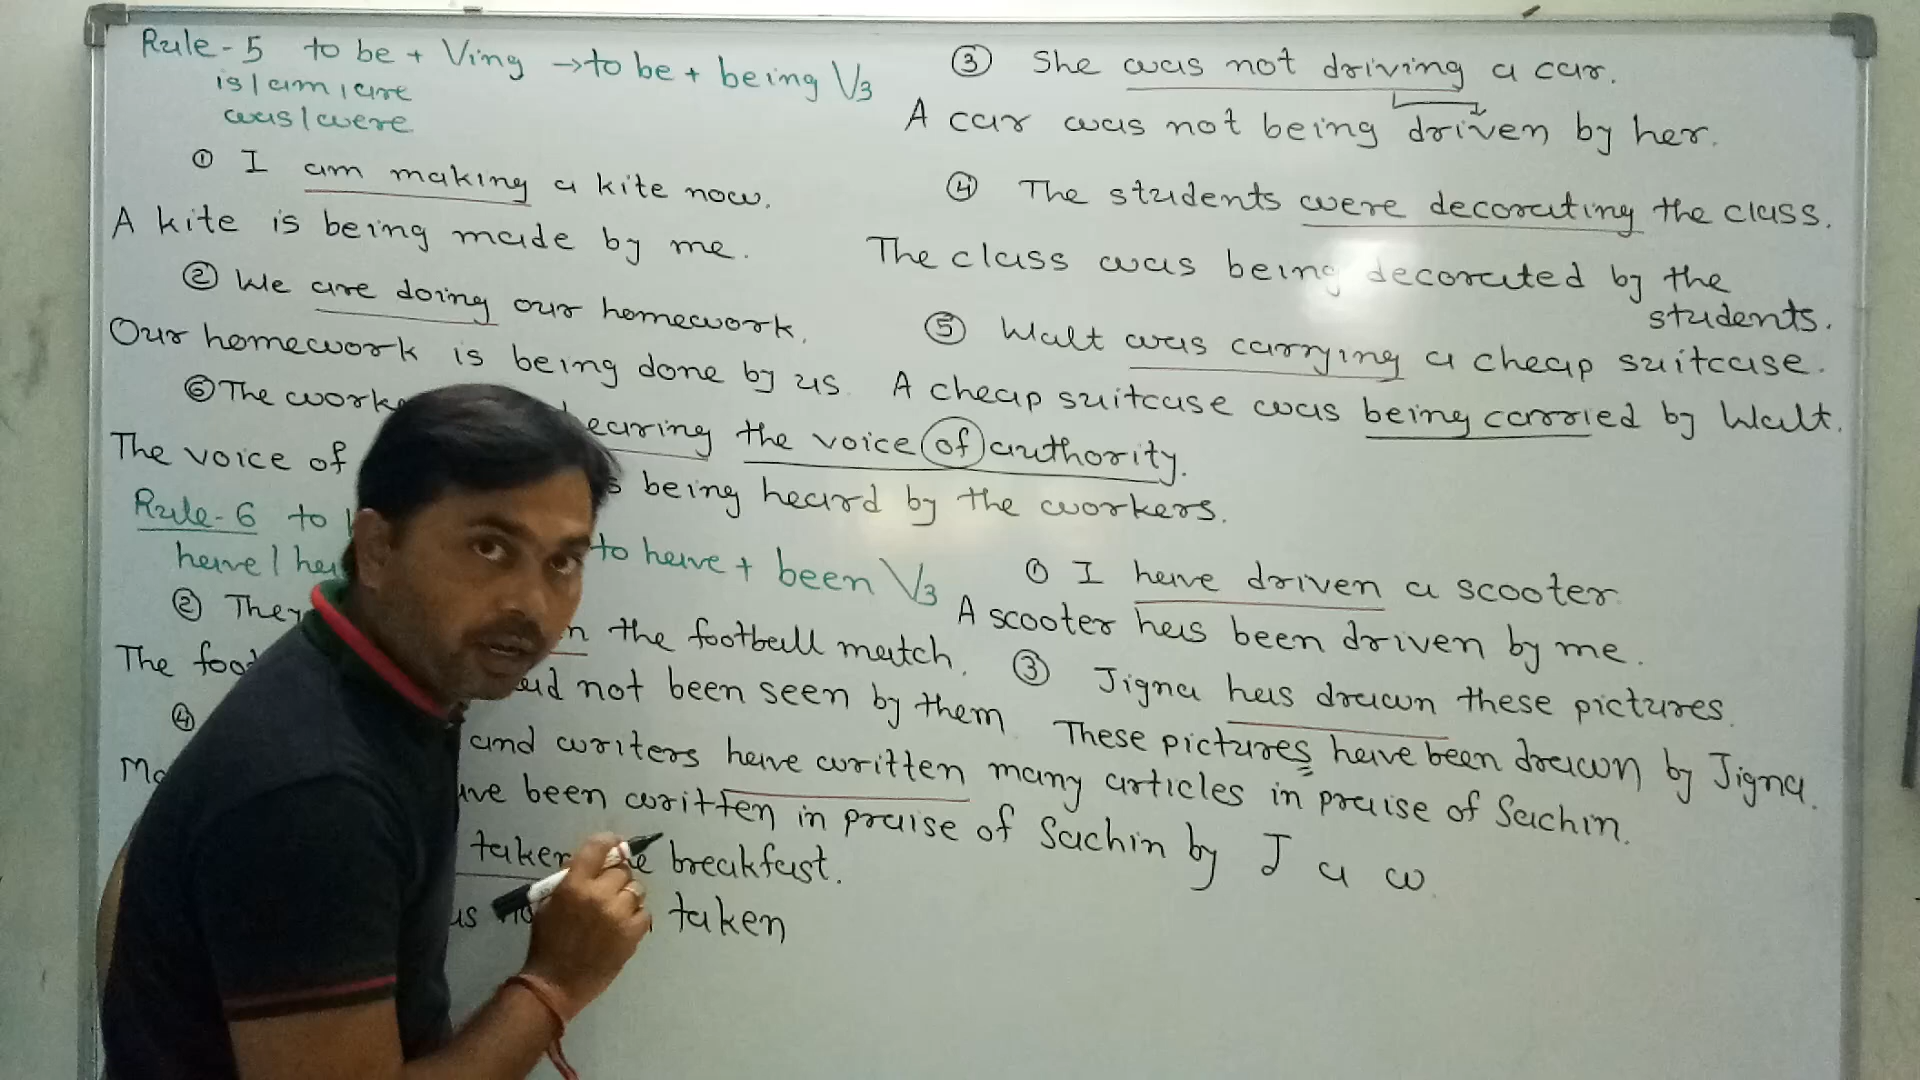 Rule-5 to be + Ving → to be + being V3
is/am/are
was/were
① I am making a kite now.
A kite is being made by me.
② We are doing our homework.
Our homework is being done by us.
③ She was not driving a car.
A car was not being driven by her.
④ The students were decorating the class.
The class was being decorated by the
students.
⑤ Walt was carrying a cheap suitcase.
A cheap suitcase was being carried by Walt.
⑥ The earing the voice of authority.
The voice of being heard by the workers.
Rule-6 to to have + been V3
have/
① I have driven a scooter
A scooter has been driven by me.
② They the football match.
The not been seen by them
③ Jigna has drawn these pictures.
These pictures have been drawn by Jigna.
④ and writers have written many articles in praise of Sachin.
been written in praise of Sachin by J a w
taken breakfast.
taken